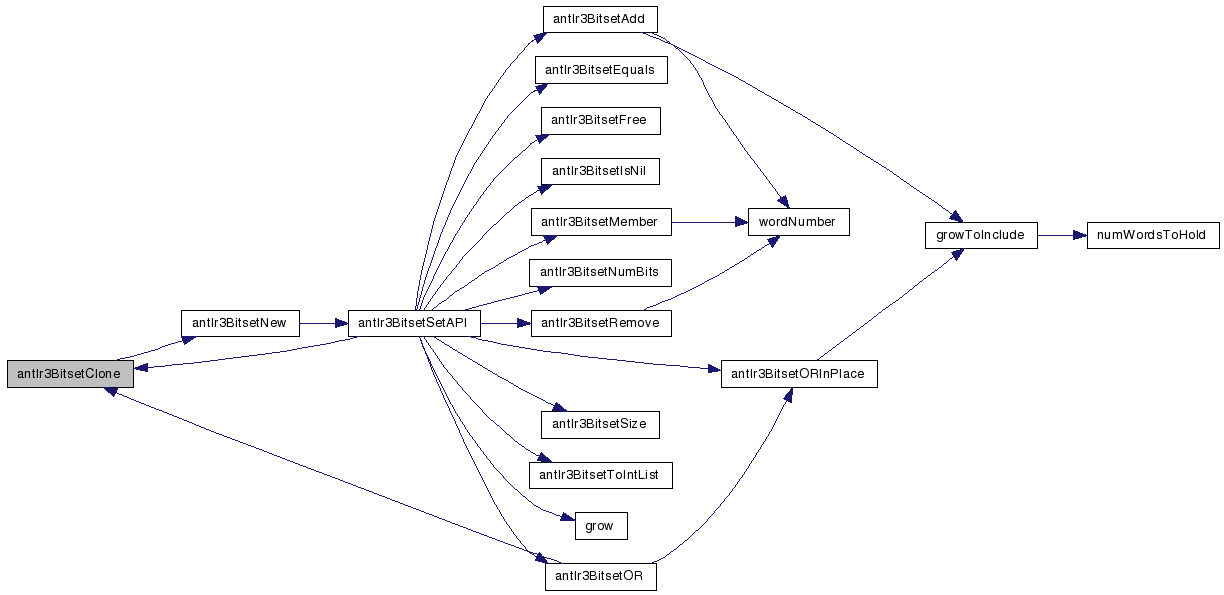 antlr3BitsetAdd
antlr3BitsetEquals
antlr3BitsetFree
antlr3BitsetIsNil
antlr3BitsetMember
wordNumber
growToInclude
numWordsToHold
antlr3BitsetNumBits
antlr3BitsetNew
antlr3BitsetSetAPI
antlr3BitsetRemove
antlr3BitsetClone
antlr3BitsetORInPlace
antlr3BitsetSize
antlr3BitsetToIntList
grow
antlr3BitsetOR